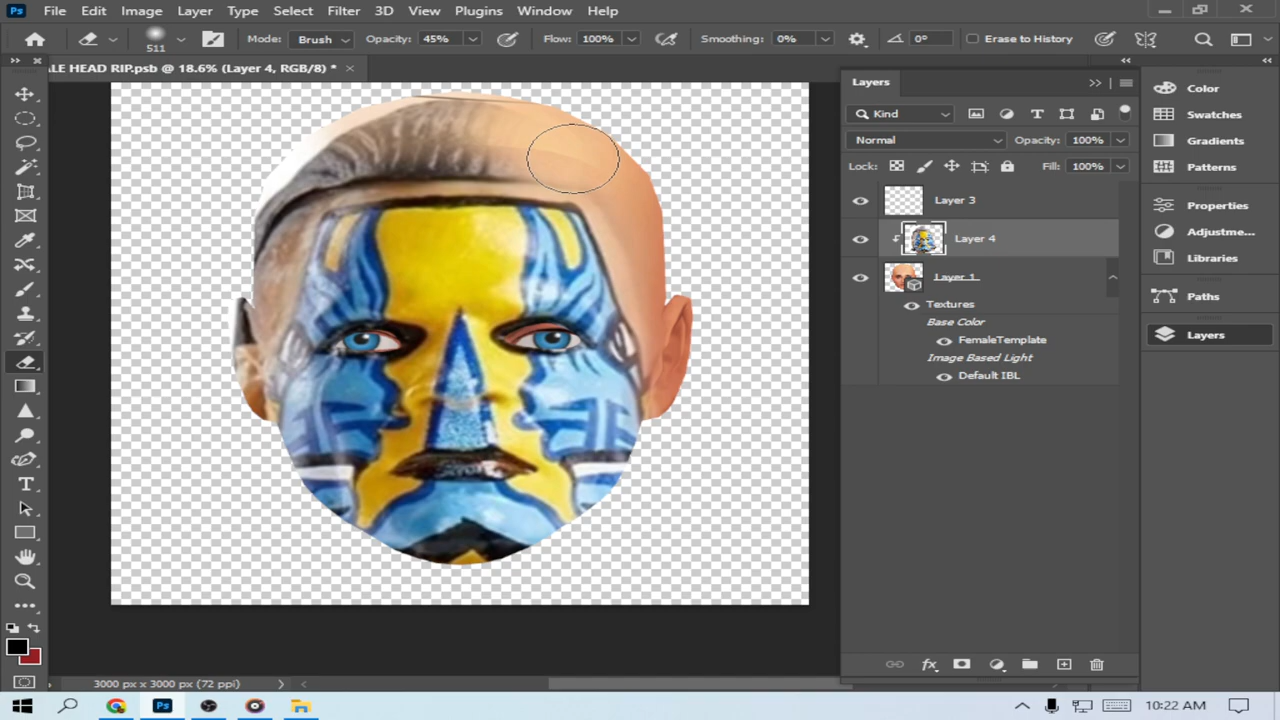 Ps File Edit Image Layer Type Select Filter 3D View Plugins Window Help
511 Mode: Brush Opacity: 45% Flow: 100% Smoothing: 0% 0° Erase to History
LE HEAD RIP.psb @ 18.6% (Layer 4, RGB/8) * ×
Layers
Kind
Normal Opacity: 100%
Lock: Fill: 100%
Layer 3
Layer 4
Layer 1
Textures
Base Color
FemaleTemplate
Image Based Light
Default IBL
Color
Swatches
Gradients
Patterns
Properties
Adjustme...
Libraries
Paths
Layers
T
fx
3000 px x 3000 px (72 ppi)
Ps
10:22 AM